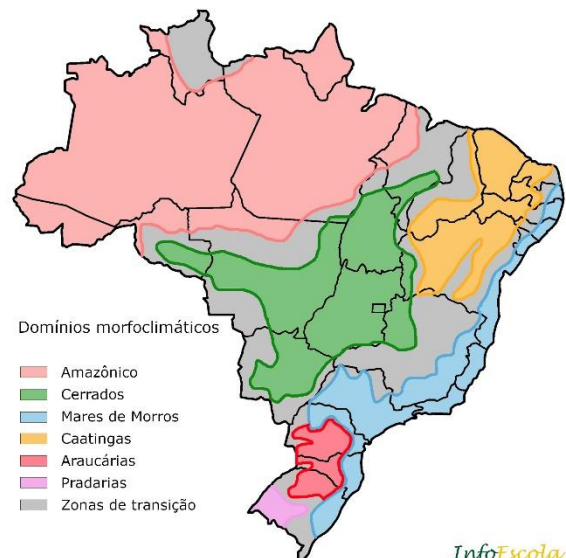 Domínios morfoclimáticos
Amazônico
Cerrados
Mares de Morros
Caatingas
Araucárias
Pradarias
Zonas de transição
InfoEscola